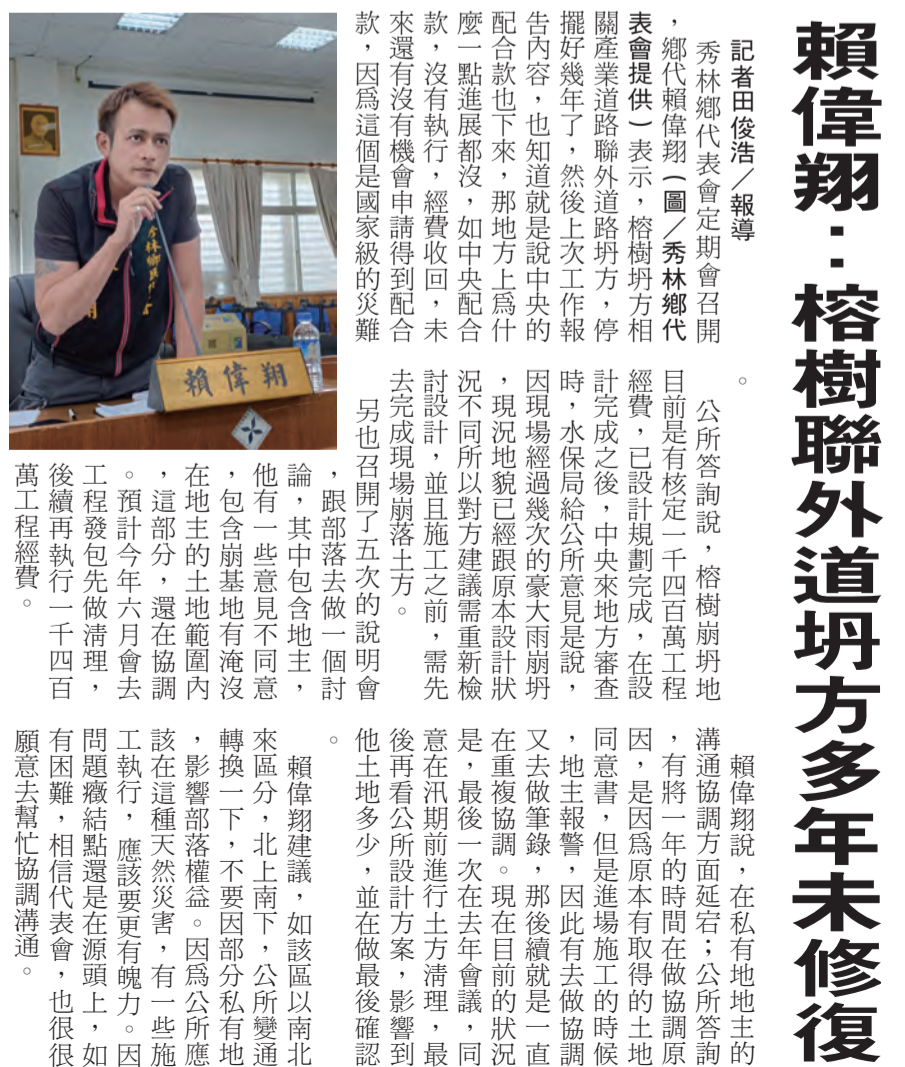 賴偉翔：榕樹聯外道坍方多年未修復
記者田俊浩／報導
秀林鄉代表會定期會召開
，鄉代賴偉翔（圖／秀林鄉代
表會提供）表示，榕樹坍方相
關產業道路聯外道路坍方，停
擺好幾年了，然後上次工作報
告內容，也知道就是說中央的
配合款也下來，那地方上為什
麼一點進展都沒，如中央配合
款，沒有執行，經費收回，未
來還有沒有機會申請得到配合
款，因為這個是國家級的災難
。
公所答詢說，榕樹崩坍地
目前是有核定一千四百萬工程
經費，已設計規劃完成，在設
計完成之後，中央來地方審查
時，水保局給公所意見是說，
因現場經過幾次的豪大雨崩坍
，現況地貌已經跟原本設計狀
況不同所以對方建議需重新檢
討設計，並且施工之前，需先
去完成現場崩落土方。
另也召開了五次的說明會
，跟部落去做一個討
論，其中包含地主，
他有一些意見不同意
，包含崩基地有淹沒
在地主的土地範圍內
，這部分，還在協調
。預計今年六月會去
工程發包先做清理，
後續再執行一千四百
萬工程經費。
賴偉翔說，在私有地地主的
溝通協調方面延宕；公所答詢
，有將一年的時間在做協調原
因，是因為原本有取得的土地
同意書，但是進場施工的時候
，地主報警，因此有去做協調
又去做筆錄，那後續就是一直
在重複協調。現在目前的狀況
是，最後一次在去年會議，同
意在汛期前進行土方清理，最
後再看公所設計方案，影響到
他土地多少，並在做最後確認
。
賴偉翔建議，如該區以南北
來區分，北上南下，公所變通
轉換一下，不要因部分私有地
，影響部落權益。因為公所應
該在這種天然災害，有一些施
工執行，應該要更有魄力。因
問題癥結點還是在源頭上，如
有困難，相信代表會，也很很
願意去幫忙協調溝通。
賴偉翔